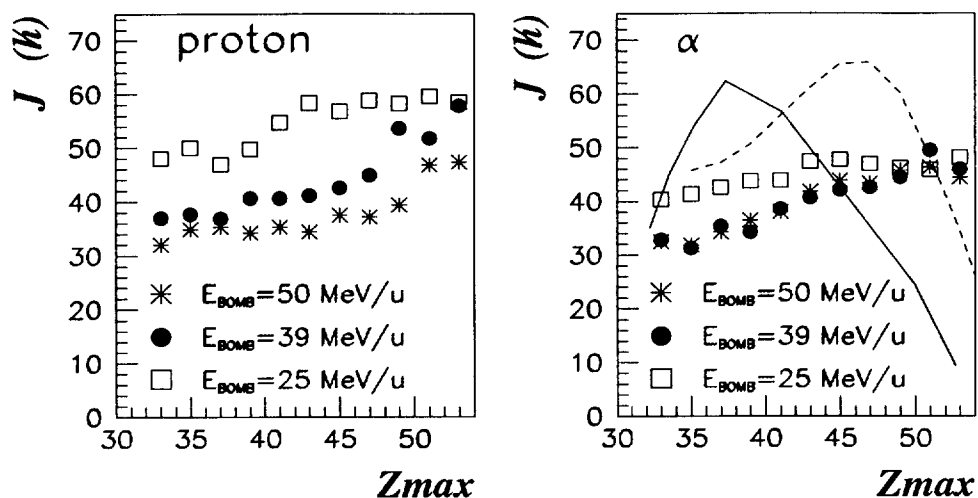 J (ħ)
70
60
50
40
30
20
10
0
proton
E_BOMB=50 MeV/u
E_BOMB=39 MeV/u
E_BOMB=25 MeV/u
30 35 40 45 50
Zmax
J (ħ)
70
60
50
40
30
20
10
0
α
E_BOMB=50 MeV/u
E_BOMB=39 MeV/u
E_BOMB=25 MeV/u
30 35 40 45 50
Zmax